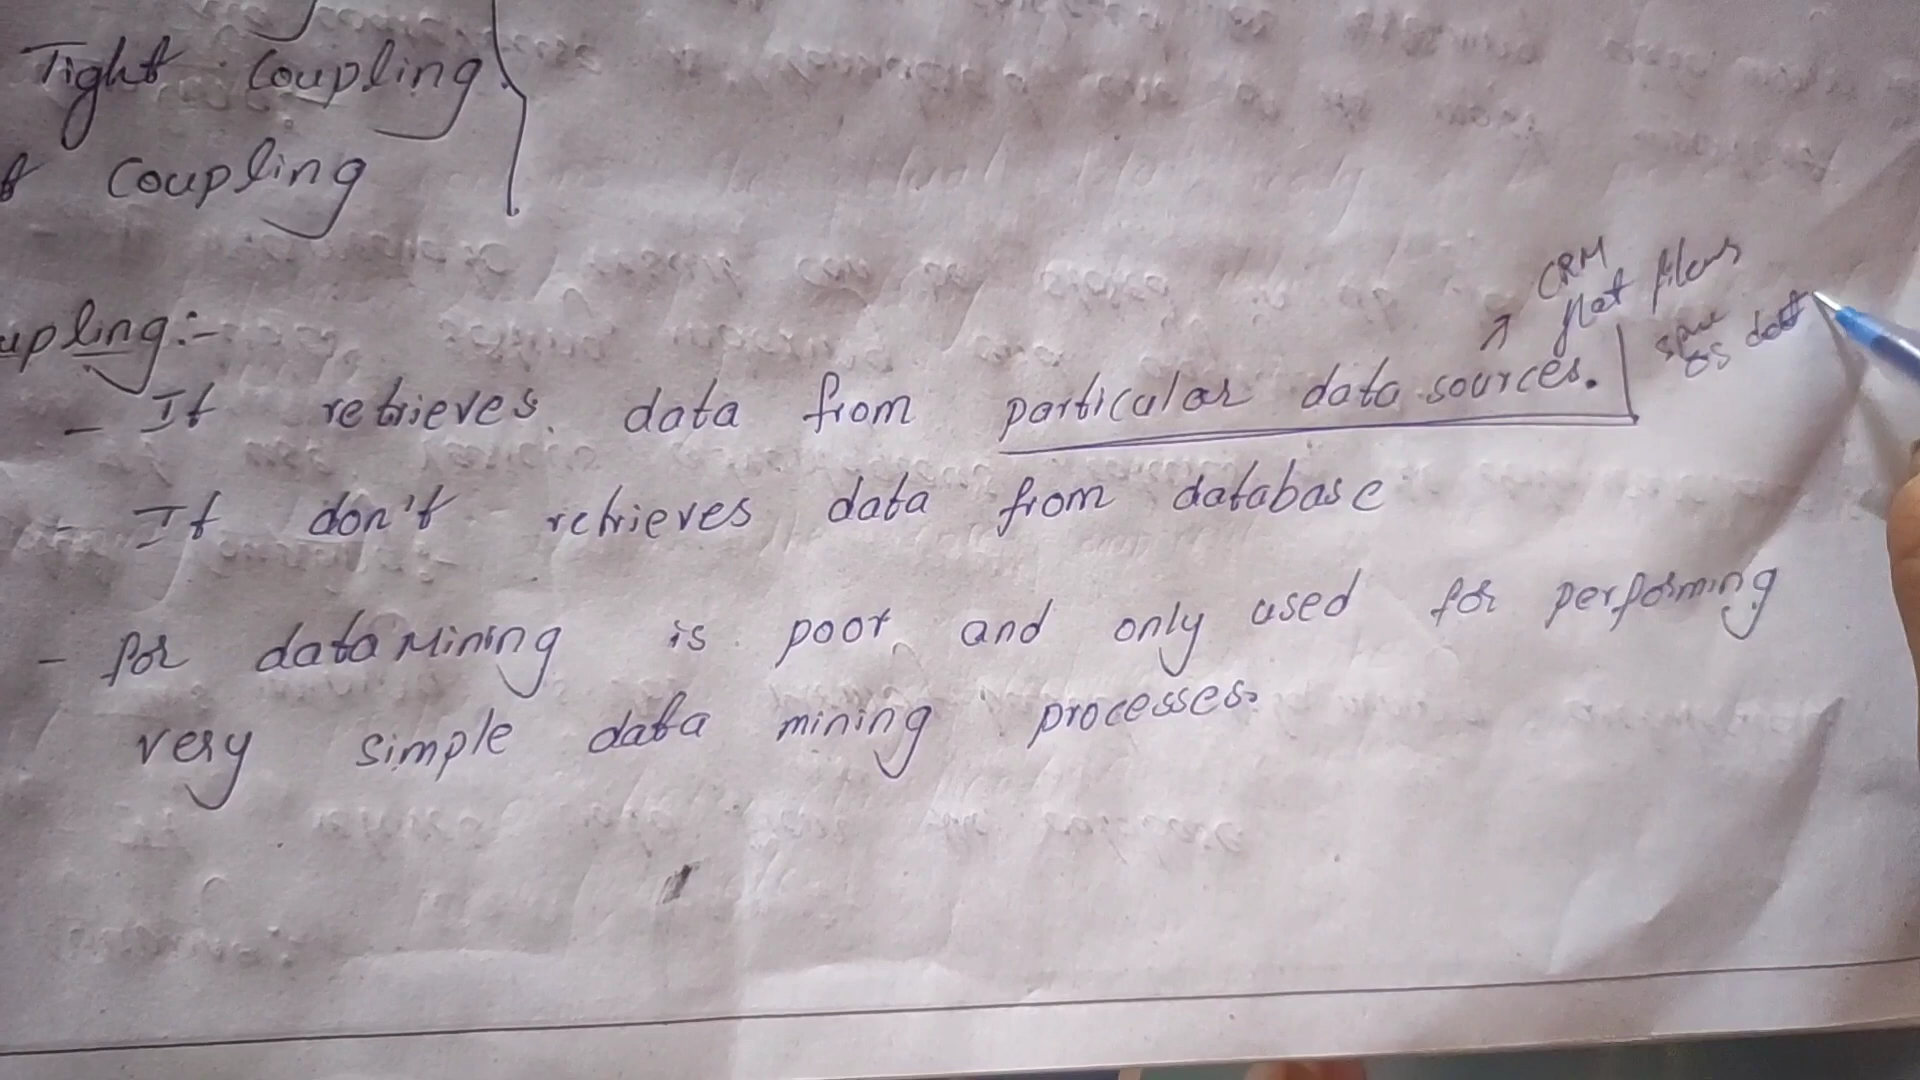 Tight Coupling
t coupling
upling:-
- It retrieves data from particular data sources.
CRM
flat files
- It don't retrieves data from database
- for data Mining is poor and only used for performing
very simple data mining processes.